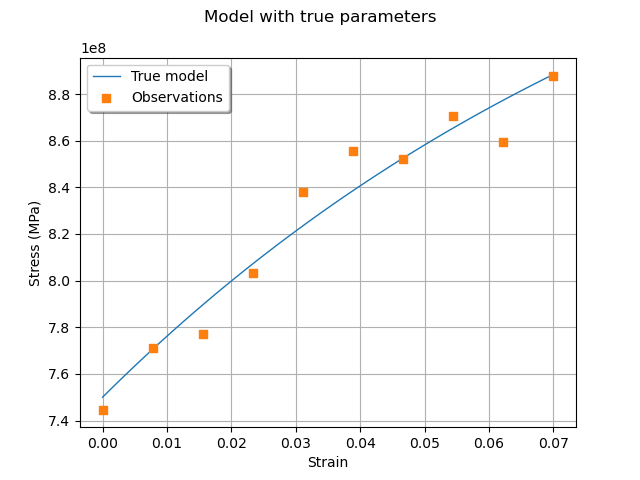 Model with true parameters
1e8
True model
Observations
8.8
8.6
8.4
8.2
8.0
7.8
7.6
7.4
Stress (MPa)
0.00 0.01 0.02 0.03 0.04 0.05 0.06 0.07
Strain